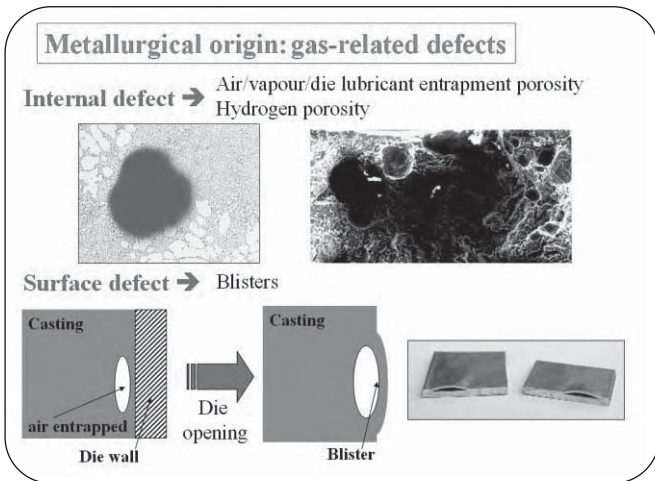 Metallurgical origin: gas-related defects
Internal defect ➔ Air/vapour/die lubricant entrapment porosity
Hydrogen porosity
Surface defect ➔ Blisters
Casting
air entrapped
Die wall
Die
opening
Casting
Blister